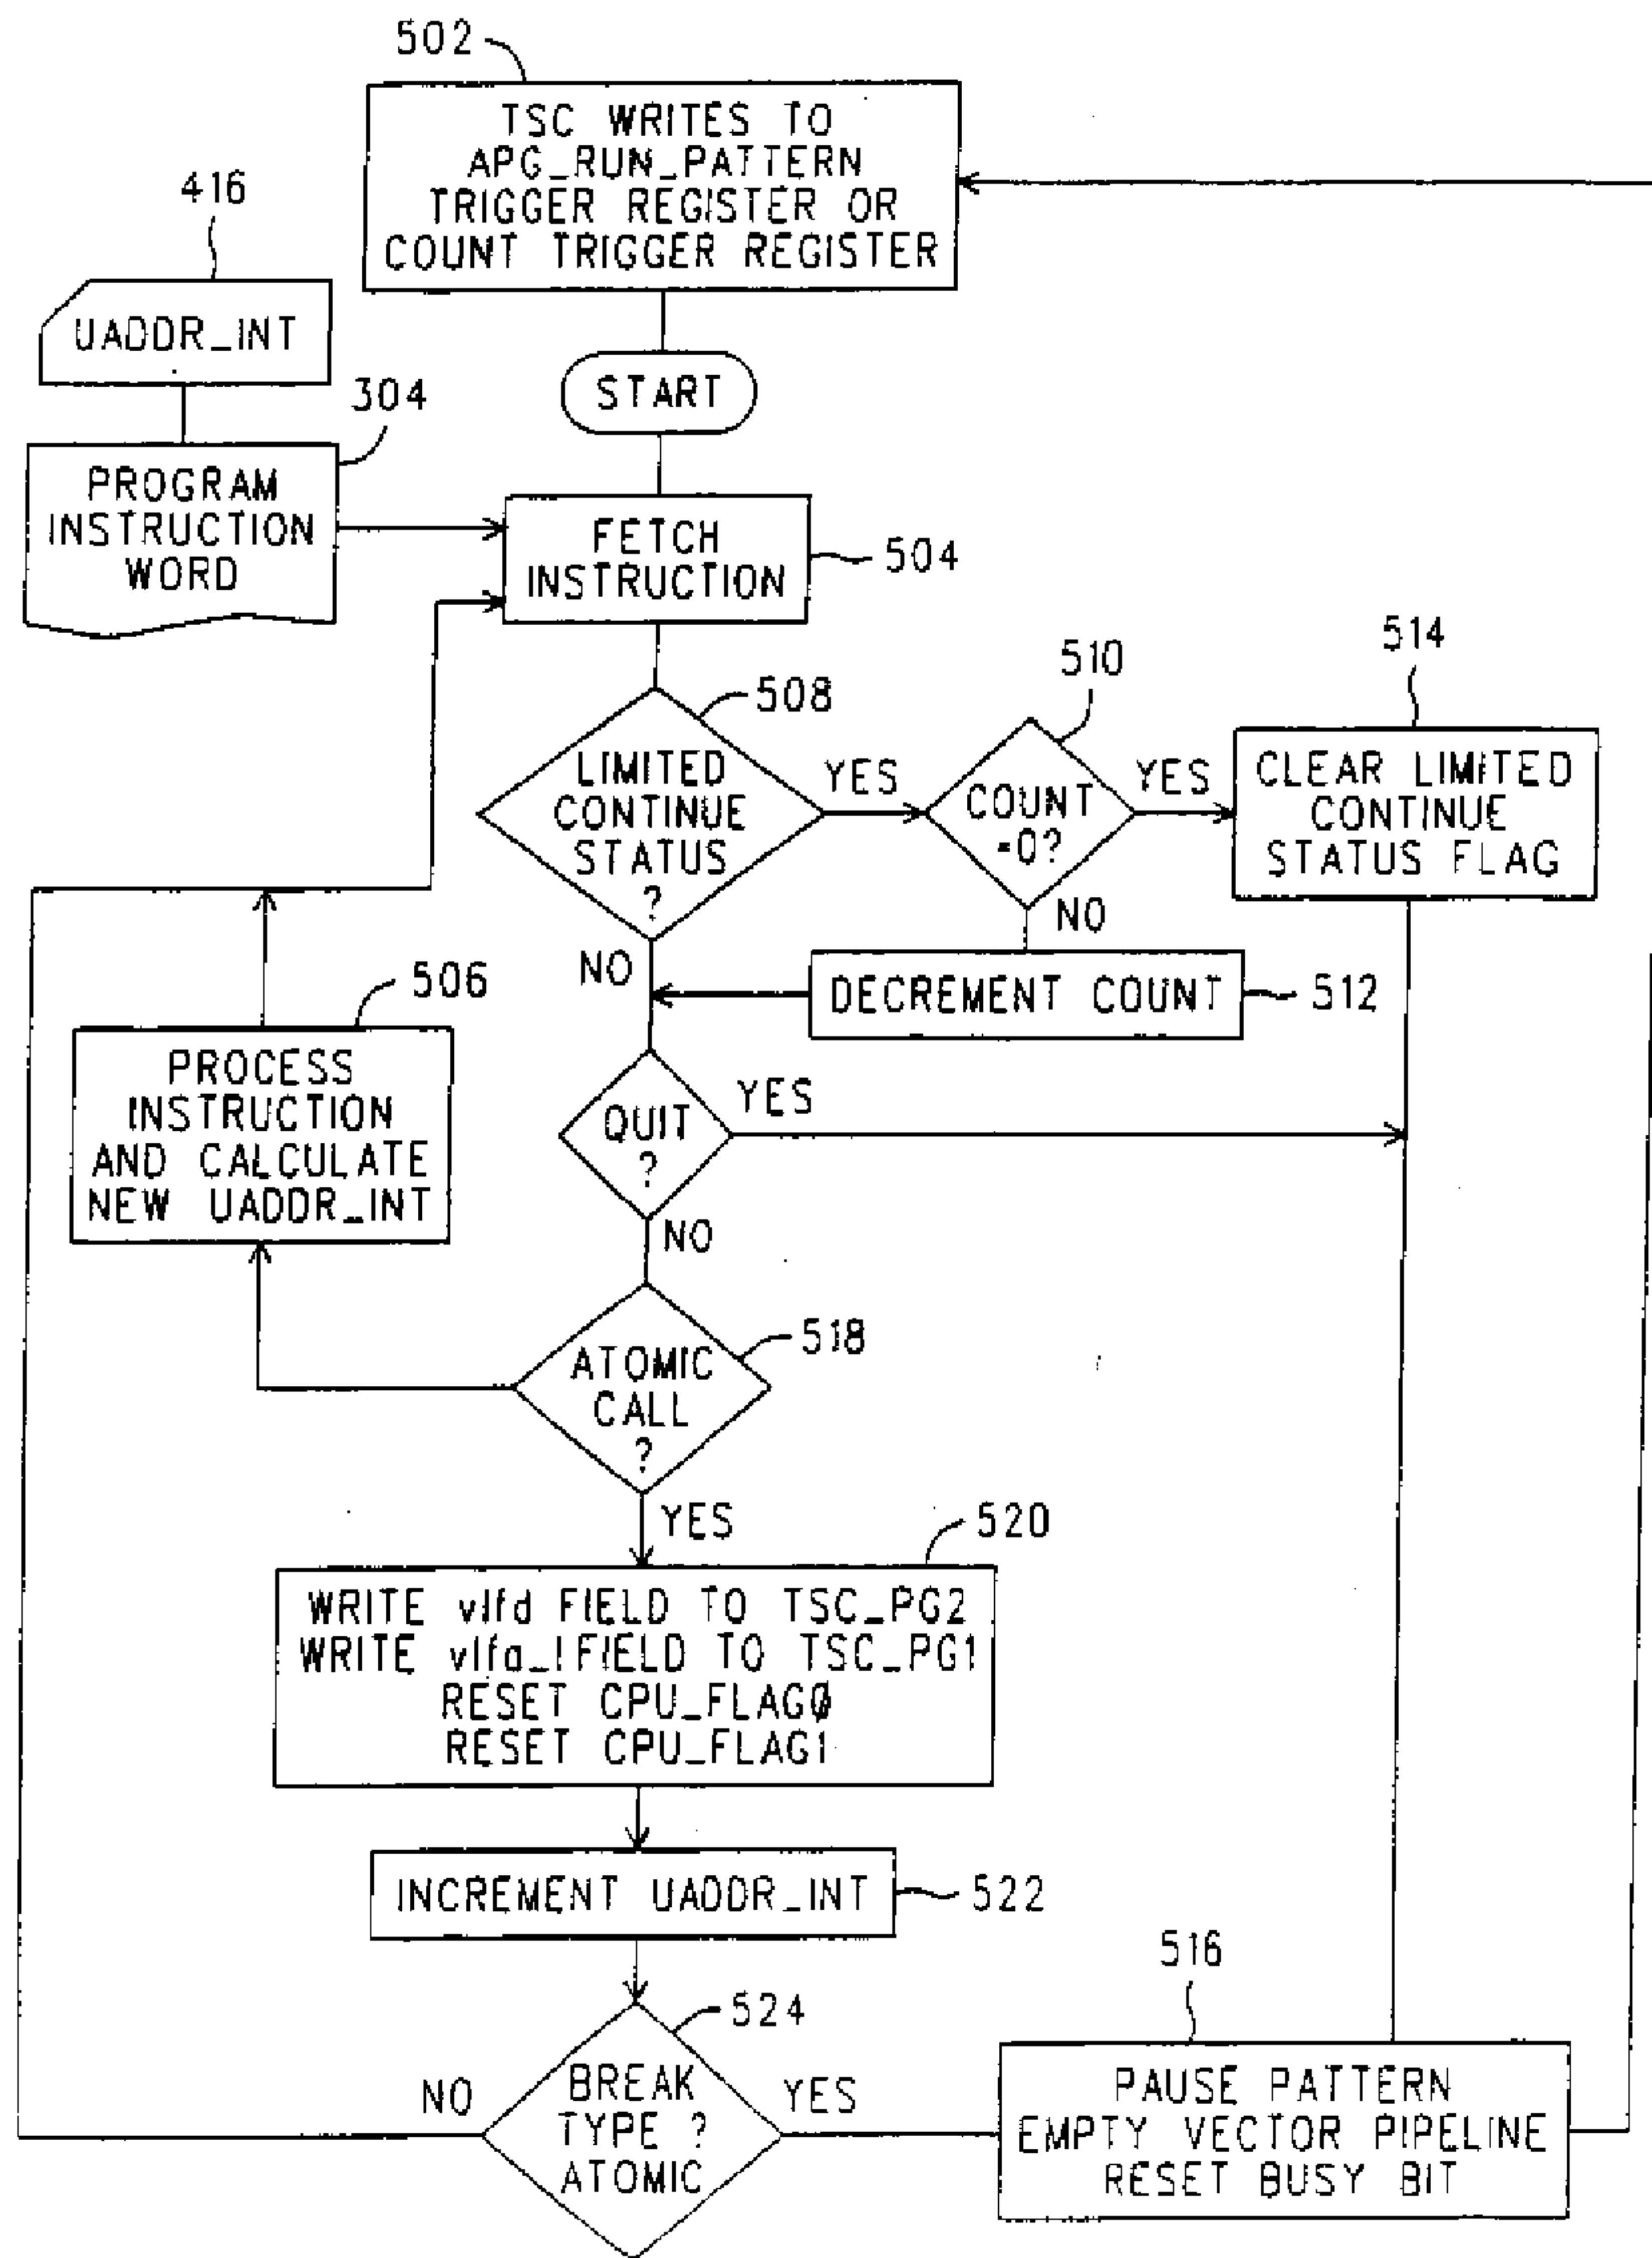 502
TSC WRITES TO
APG_RUN_PATTERN
TRIGGER REGISTER OR
COUNT TRIGGER REGISTER
416
UADDR_INT
START
304
PROGRAM
INSTRUCTION
WORD
FETCH
INSTRUCTION
504
508
LIMITED
CONTINUE
STATUS
?
YES
NO
510
COUNT
=0?
YES
NO
514
CLEAR LIMITED
CONTINUE
STATUS FLAG
DECREMENT COUNT
512
506
PROCESS
INSTRUCTION
AND CALCULATE
NEW UADDR_INT
QUIT
?
YES
NO
518
ATOMIC
CALL
?
YES
520
WRITE vlfd FIELD TO TSC_PG2
WRITE vlfa_l FIELD TO TSC_PG1
RESET CPU_FLAG0
RESET CPU_FLAG1
INCREMENT UADDR_INT
522
524
BREAK
TYPE ?
ATOMIC
NO
YES
516
PAUSE PATTERN
EMPTY VECTOR PIPELINE
RESET BUSY BIT